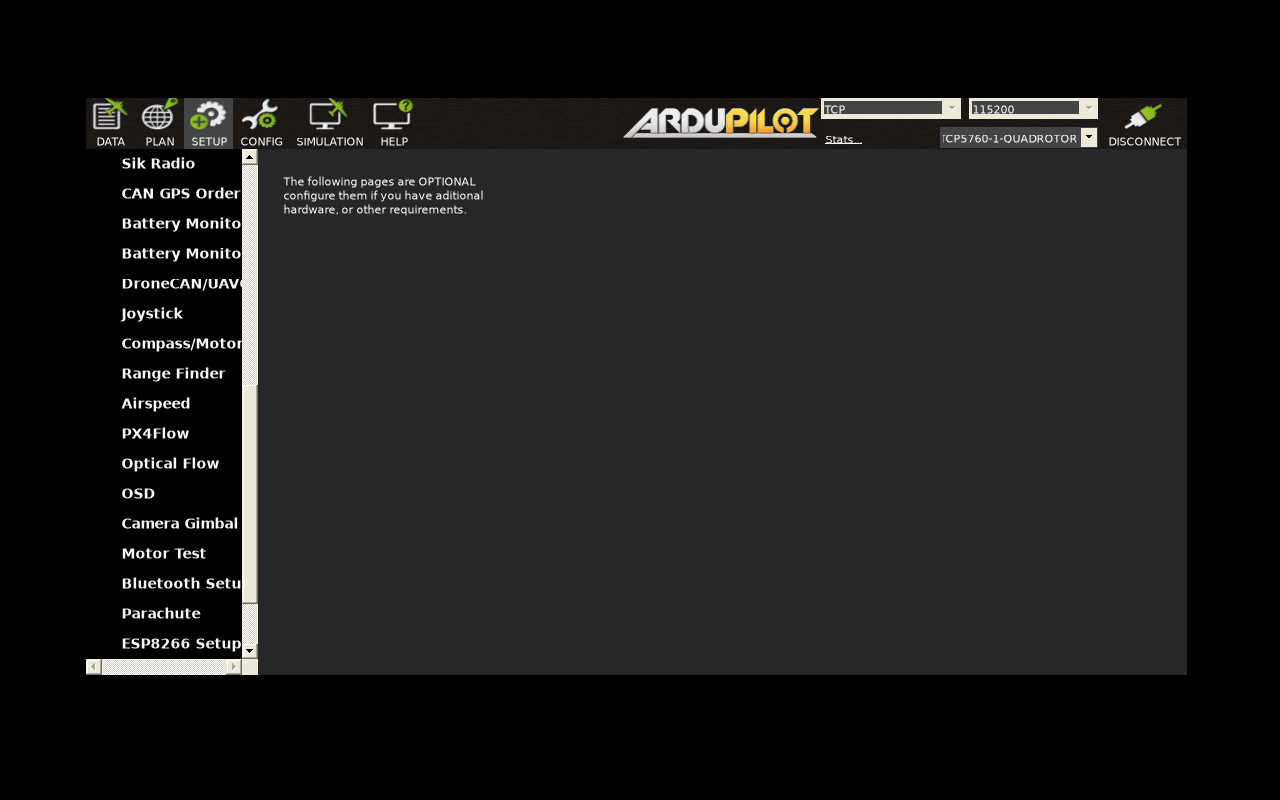 DATA
PLAN
SETUP
CONFIG
SIMULATION
HELP
ARDUPILOT
TCP
115200
Stats...
CP5760-1-QUADROTOR
DISCONNECT
Sik Radio
CAN GPS Order
Battery Monito
Battery Monito
DroneCAN/UAV
Joystick
Compass/Motor
Range Finder
Airspeed
PX4Flow
Optical Flow
OSD
Camera Gimbal
Motor Test
Bluetooth Setu
Parachute
ESP8266 Setup
The following pages are OPTIONAL
configure them if you have aditional
hardware, or other requirements.